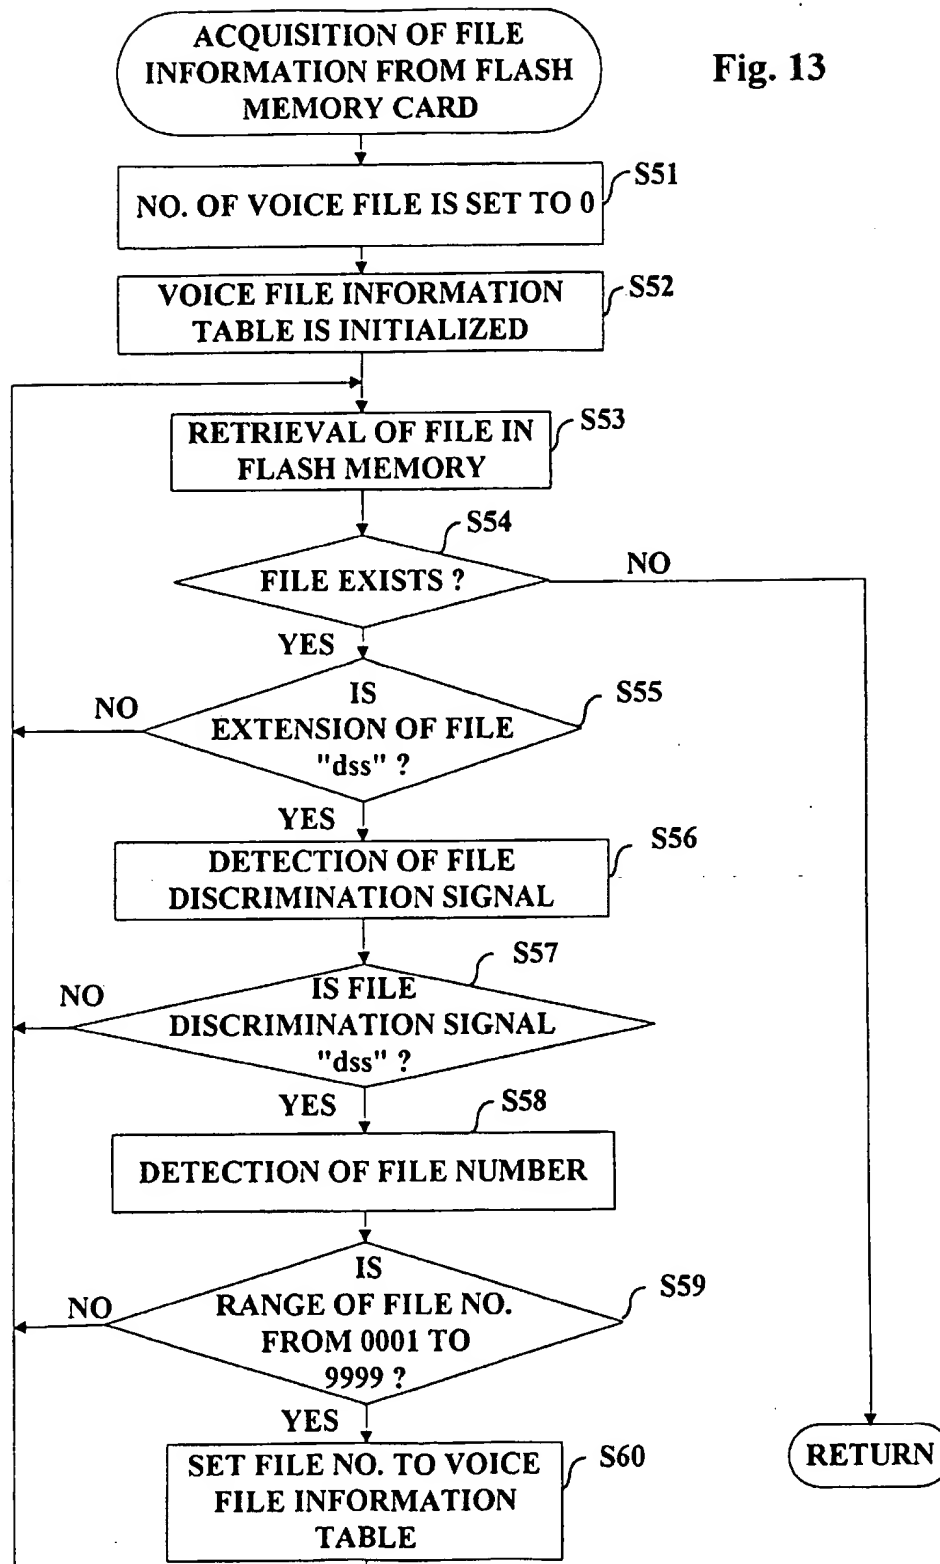 ACQUISITION OF FILE
INFORMATION FROM FLASH
MEMORY CARD
Fig. 13
S51
NO. OF VOICE FILE IS SET TO 0
S52
VOICE FILE INFORMATION
TABLE IS INITIALIZED
S53
RETRIEVAL OF FILE IN
FLASH MEMORY
S54
FILE EXISTS ?
NO
YES
S55
IS
EXTENSION OF FILE
"dss" ?
NO
YES
S56
DETECTION OF FILE
DISCRIMINATION SIGNAL
S57
IS FILE
DISCRIMINATION SIGNAL
"dss" ?
NO
YES
S58
DETECTION OF FILE NUMBER
S59
IS
RANGE OF FILE NO.
FROM 0001 TO
9999 ?
NO
YES
S60
SET FILE NO. TO VOICE
FILE INFORMATION
TABLE
RETURN